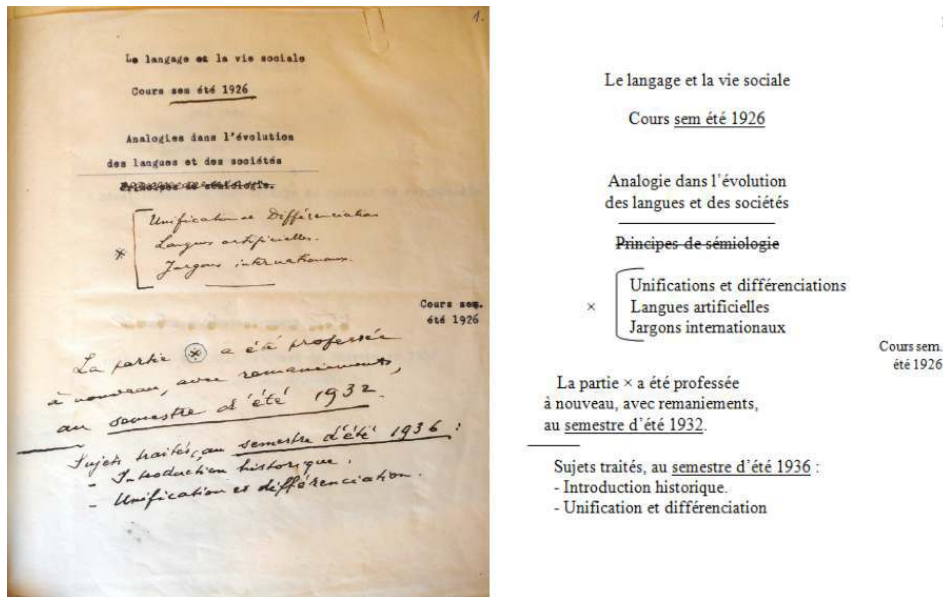 1.
Le langage et la vie sociale
Cours sem été 1926
Analogies dans l'évolution
des langues et des sociétés
Principes de sémiologie.
Unification et Différenciation
× Langues artificielles.
Jargons internationaux.
Cours sem.
été 1926
La partie × a été professée
à nouveau, avec remaniements,
au semestre d'été 1932.
Sujets traités, au semestre d'été 1936 :
- Introduction historique.
- Unification et différenciation.
Le langage et la vie sociale
Cours sem été 1926
Analogie dans l'évolution
des langues et des sociétés
Principes de sémiologie
Unifications et différenciations
× Langues artificielles
Jargons internationaux
Cours sem.
été 1926
La partie × a été professée
à nouveau, avec remaniements,
au semestre d'été 1932.
Sujets traités, au semestre d'été 1936 :
- Introduction historique.
- Unification et différenciation